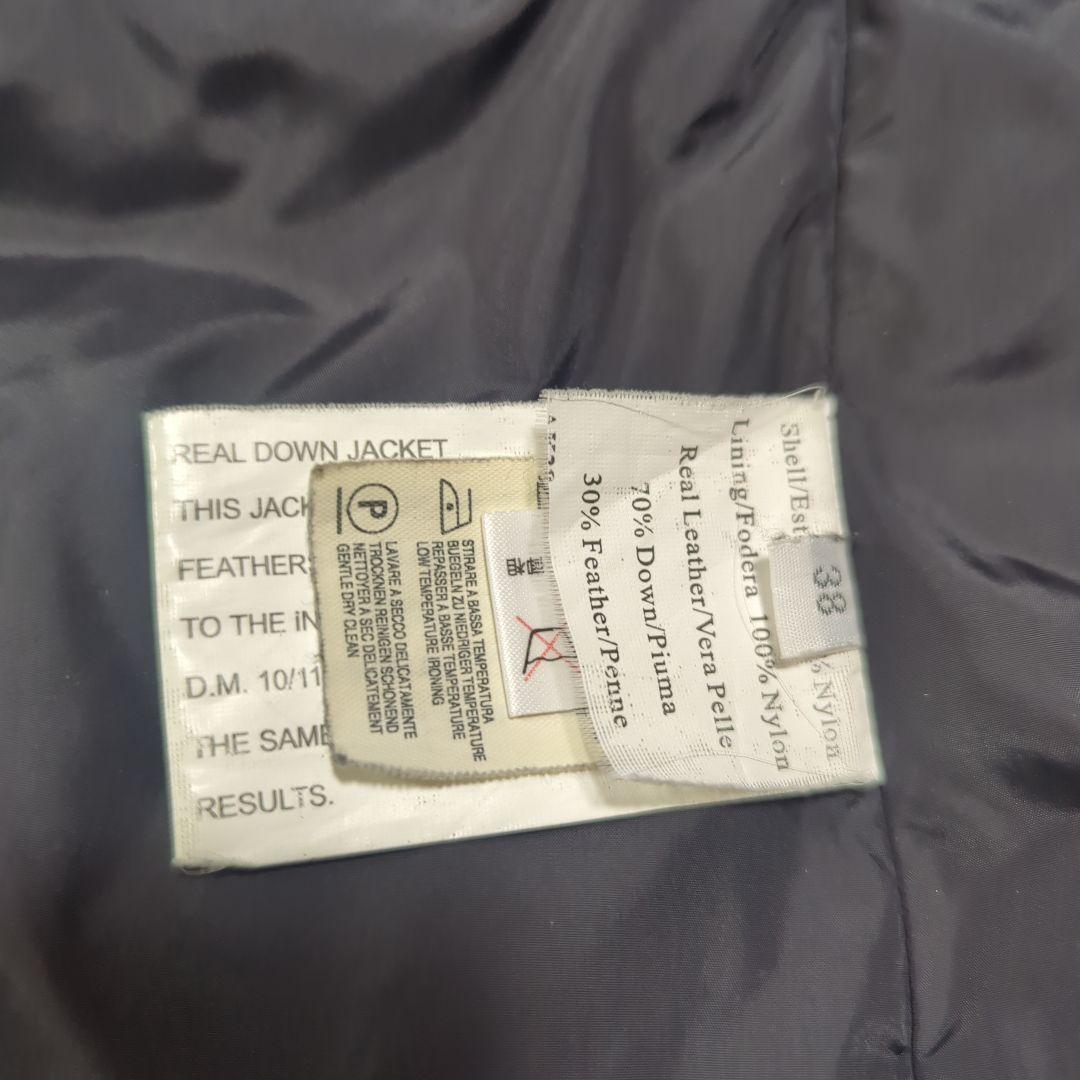 REAL DOWN JACKET
THIS JACK
FEATHER
TO THE IN
D.M. 10/11
THE SAME
RESULTS.
P
STIRARE A BASSA TEMPERATURA
BUEGELN ZU NIEDRIGER TEMPERATURE
REPASSER A BASSE TEMPERATURE
LOW TEMPERATURE IRONING
LAVARE A SECCO DELICATAMENTE
TROCKNEN REINIGEN SCHONEND
NETTOYER A SEC DELICATEMENT
GENTLE DRY CLEAN
Shell/Est % Nylon
Lining/Fodera 100% Nylon
Real Leather/Vera Pelle
70% Down/Piuma
30% Feather/Penne
38